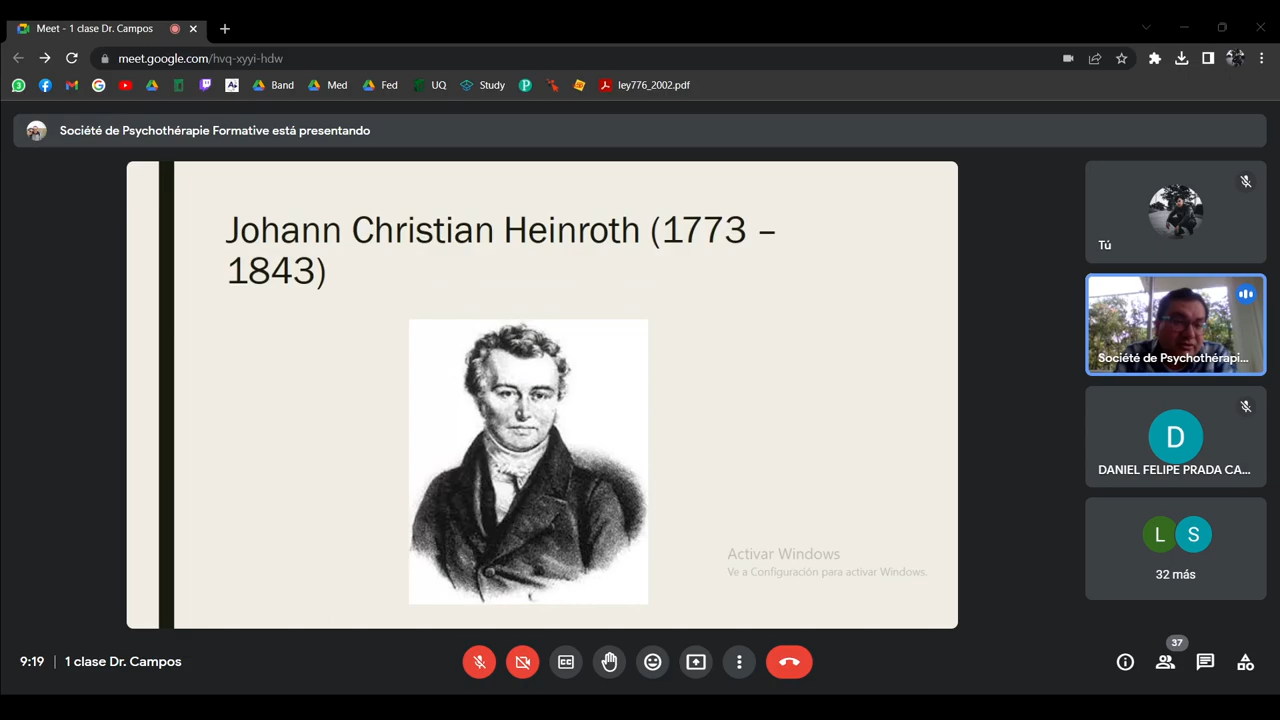 Meet - 1 clase Dr. Campos
meet.google.com/hvq-xyyi-hdw
3
Band
Med
Fed
UQ
Study
ley776_2002.pdf
Société de Psychothérapie Formative está presentando
Johann Christian Heinroth (1773 –
1843)
Activar Windows
Ve a Configuración para activar Windows.
Tú
Société de Psychothérapi...
D
DANIEL FELIPE PRADA CA...
L S
32 más
9:19 | 1 clase Dr. Campos
37